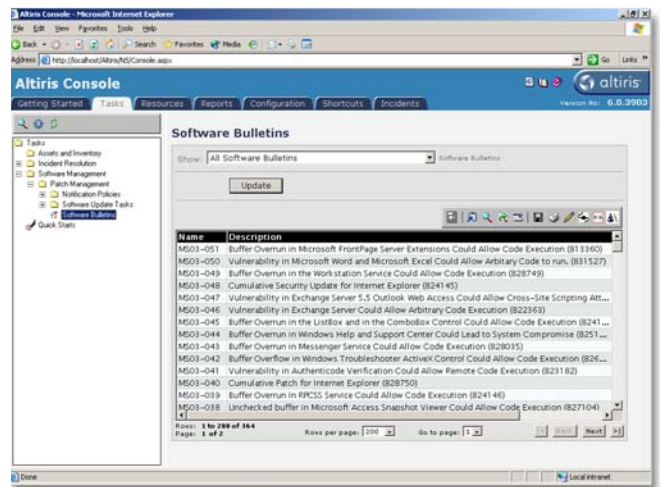 Altiris Console - Microsoft Internet Explorer
File Edit View Favorites Tools Help
Back Search Favorites Media
Address http://localhost/Altiris/NS/Console.aspx Go Links
Altiris Console altiris
Getting Started Tasks Resources Reports Configuration Shortcuts Incidents Version No: 6.0.3903
Tasks
Assets and Inventory
Incident Resolution
Software Management
Patch Management
Notification Policies
Software Update Tasks
Software Bulletins
Quick Starts
Software Bulletins
Show: All Software Bulletins Software Bulletins
Update
Name Description
MS03-051 Buffer Overrun in Microsoft FrontPage Server Extensions Could Allow Code Execution (813360)
MS03-050 Vulnerability in Microsoft Word and Microsoft Excel Could Allow Arbitary Code to run. (831527)
MS03-049 Buffer Overrun in the Workstation Service Could Allow Code Execution (828749)
MS03-048 Cumulative Security Update for Internet Explorer (824145)
MS03-047 Vulnerability in Exchange Server 5.5 Outlook Web Access Could Allow Cross-Site Scripting Att...
MS03-046 Vulnerability in Exchange Server Could Allow Arbitrary Code Execution (822363)
MS03-045 Buffer Overrun in the ListBox and in the ComboBox Control Could Allow Code Execution (8241...
MS03-044 Buffer Overrun in Windows Help and Support Center Could Lead to System Compromise (8251...
MS03-043 Buffer Overrun in Messenger Service Could Allow Code Execution (828035)
MS03-042 Buffer Overflow in Windows Troubleshooter ActiveX Control Could Allow Code Execution (826...
MS03-041 Vulnerability in Authenticode Verification Could Allow Remote Code Execution (823182)
MS03-040 Cumulative Patch for Internet Explorer (828750)
MS03-039 Buffer Overrun In RPCSS Service Could Allow Code Execution (824146)
MS03-038 Unchecked buffer in Microsoft Access Snapshot Viewer Could Allow Code Execution (827104)
Rows: 1 to 200 of 364
Page: 1 of 2 Rows per page: 200 Go to page: 1 Back Next
Done Local intranet